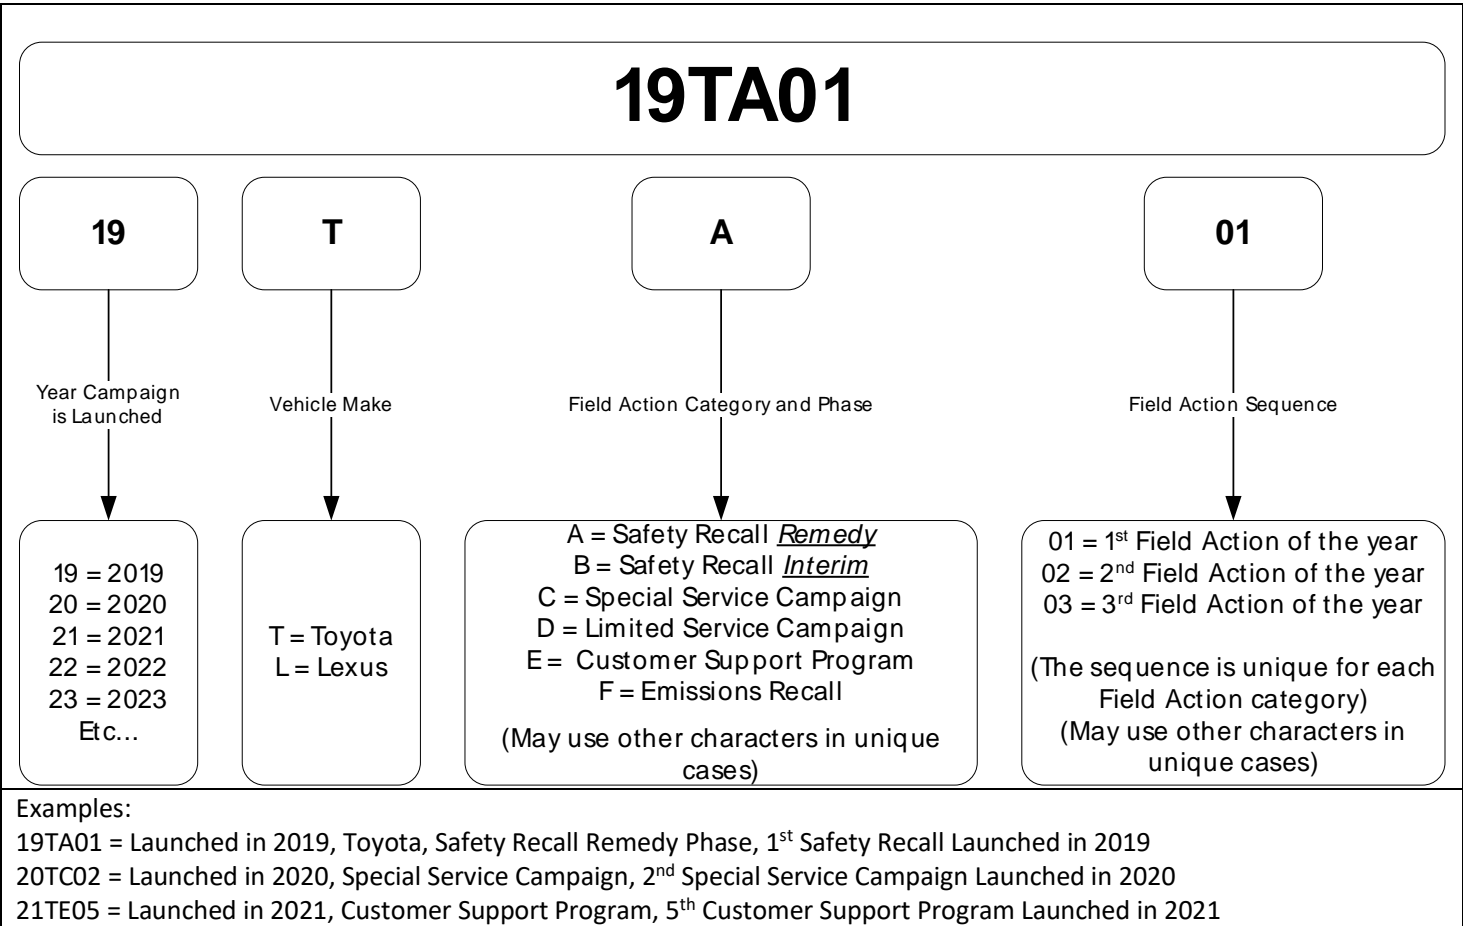 19TA01
19
T
A
01
Year Campaign
is Launched
Vehicle Make
Field Action Category and Phase
Field Action Sequence
19 = 2019
20 = 2020
21 = 2021
22 = 2022
23 = 2023
Etc...
T = Toyota
L = Lexus
A = Safety Recall Remedy
B = Safety Recall Interim
C = Special Service Campaign
D = Limited Service Campaign
E = Customer Support Program
F = Emissions Recall
(May use other characters in unique
cases)
01 = 1st Field Action of the year
02 = 2nd Field Action of the year
03 = 3rd Field Action of the year
(The sequence is unique for each
Field Action category)
(May use other characters in
unique cases)
Examples:
19TA01 = Launched in 2019, Toyota, Safety Recall Remedy Phase, 1st Safety Recall Launched in 2019
20TC02 = Launched in 2020, Special Service Campaign, 2nd Special Service Campaign Launched in 2020
21TE05 = Launched in 2021, Customer Support Program, 5th Customer Support Program Launched in 2021